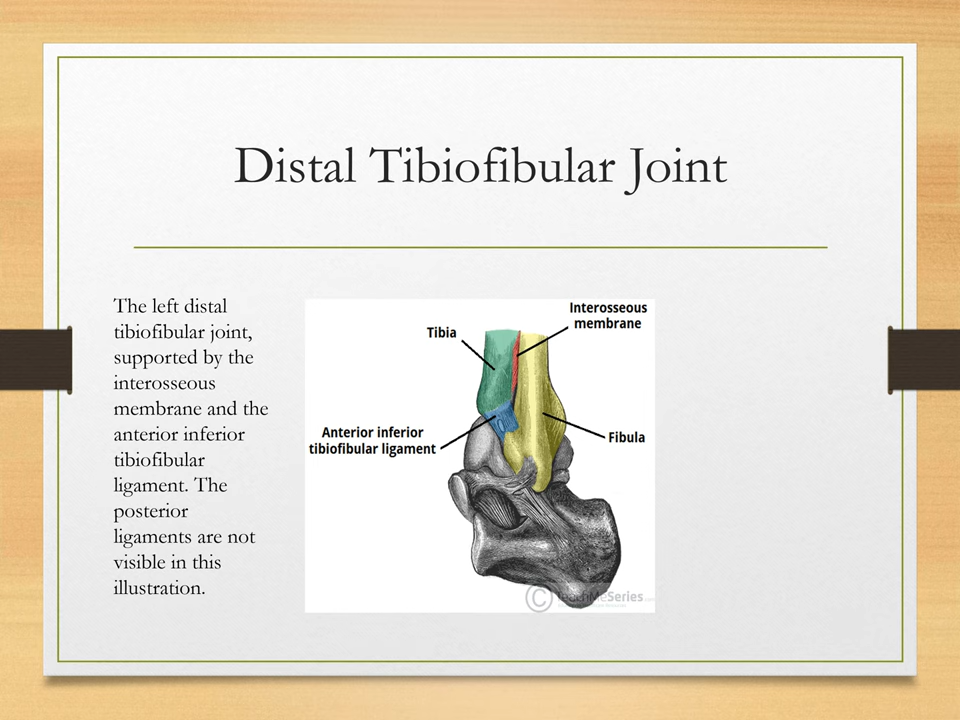 Distal Tibiofibular Joint
The left distal
tibiofibular joint,
supported by the
interosseous
membrane and the
anterior inferior
tibiofibular
ligament. The
posterior
ligaments are not
visible in this
illustration.
Interosseous
membrane
Tibia
Anterior inferior
tibiofibular ligament
Fibula
© TeachMeSeries